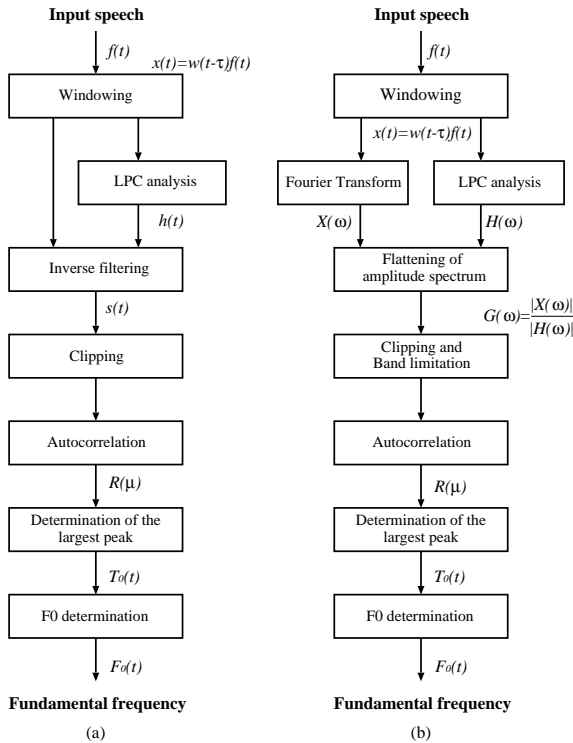 Input speech
f(t)
x(t)=w(t-τ)f(t)
Windowing
LPC analysis
h(t)
Inverse filtering
s(t)
Clipping
Autocorrelation
R(μ)
Determination of the
largest peak
T₀(t)
F0 determination
F₀(t)
Fundamental frequency
(a)
Input speech
f(t)
Windowing
x(t)=w(t-τ)f(t)
Fourier Transform
LPC analysis
X(ω)
H(ω)
Flattening of
amplitude spectrum
G(ω)=|X(ω)|
|H(ω)|
Clipping and
Band limitation
Autocorrelation
R(μ)
Determination of the
largest peak
T₀(t)
F0 determination
F₀(t)
Fundamental frequency
(b)